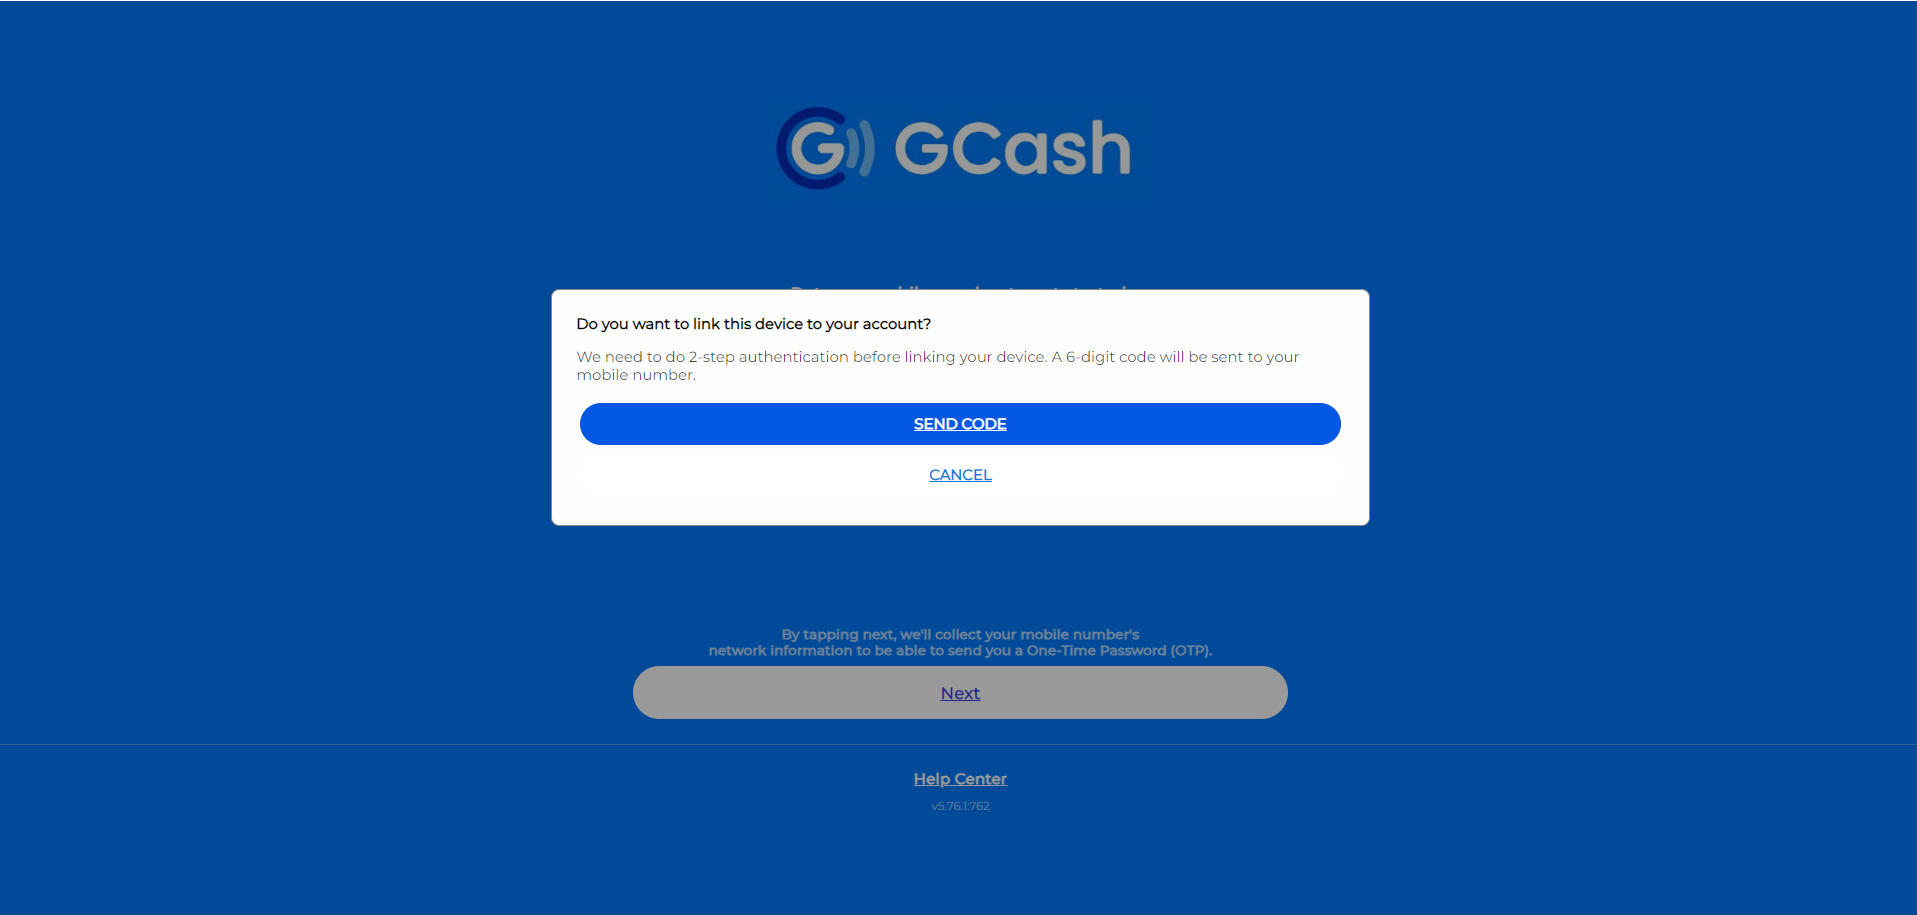 GCash
Do you want to link this device to your account?
We need to do 2-step authentication before linking your device. A 6-digit code will be sent to your
mobile number.
SEND CODE
CANCEL
By tapping next, we'll collect your mobile number's
network information to be able to send you a One-Time Password (OTP).
Next
Help Center
v5.76.1:762